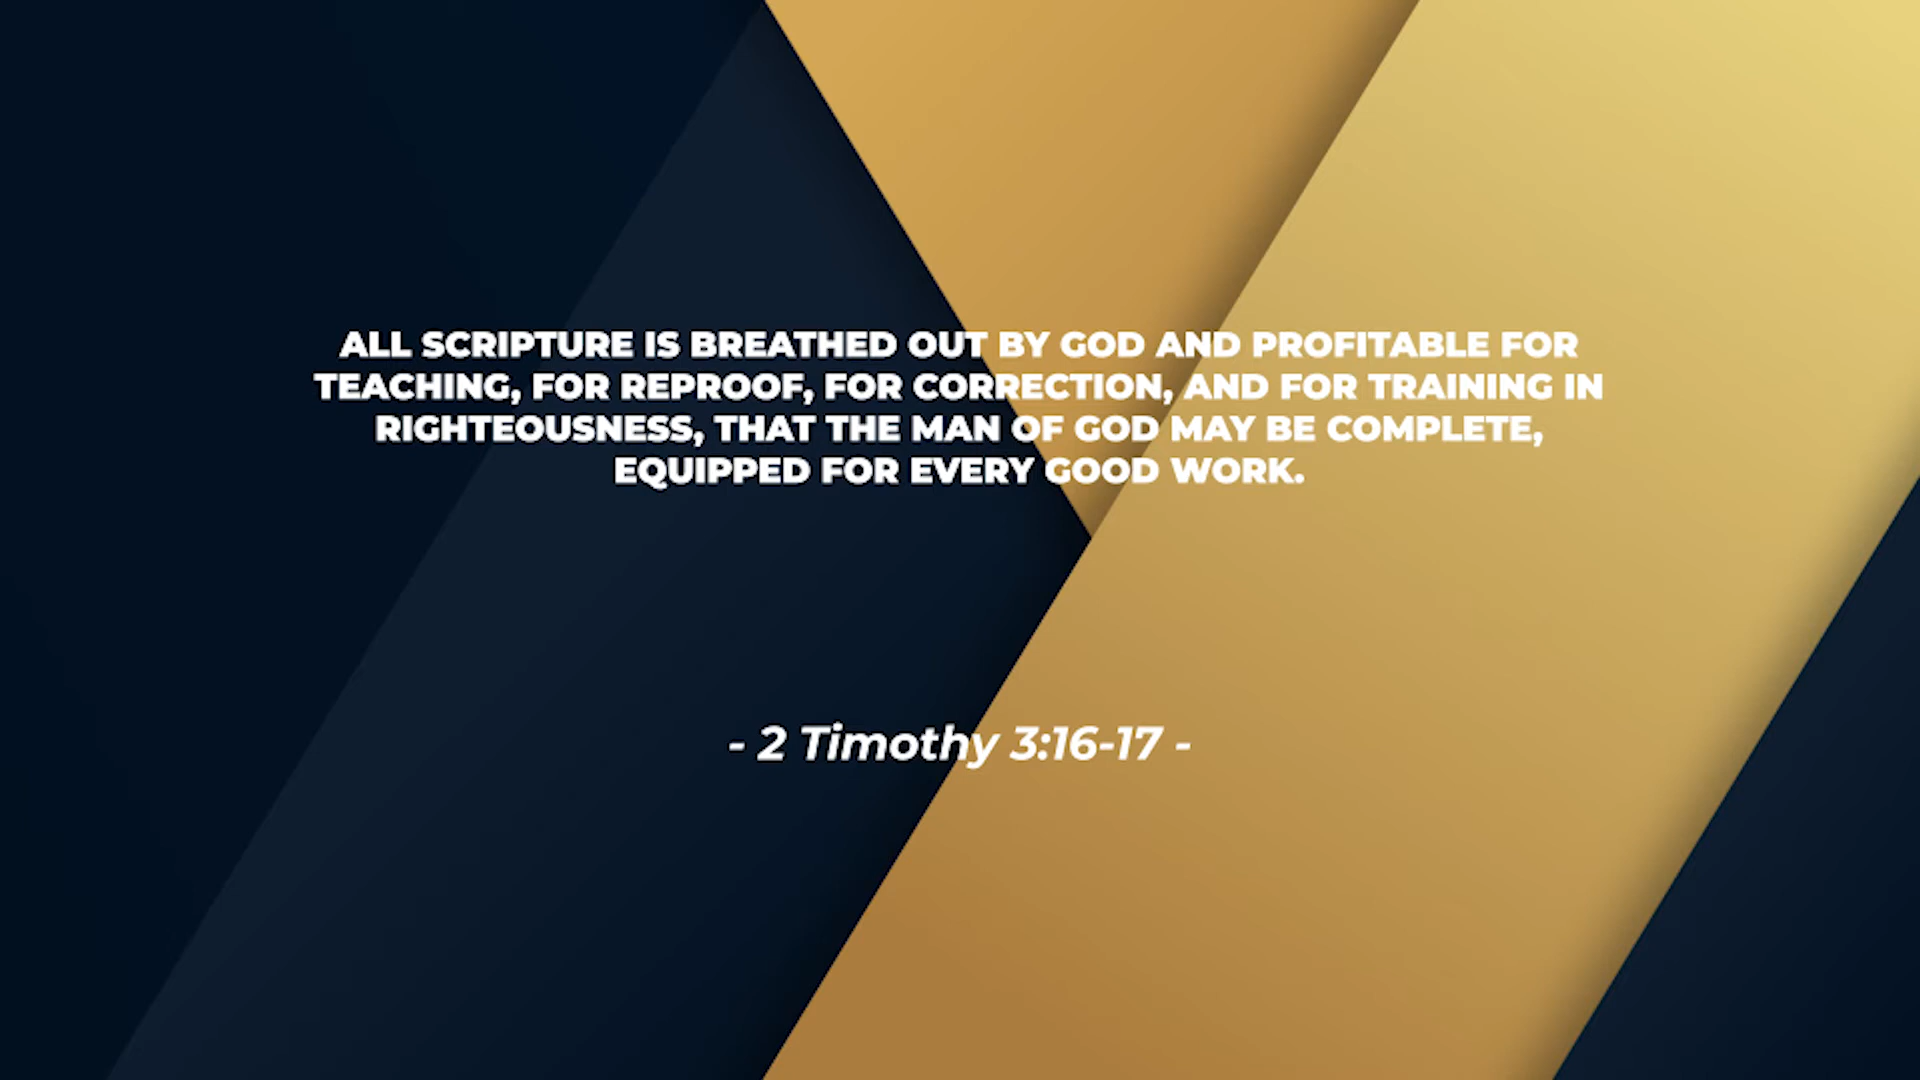 ALL SCRIPTURE IS BREATHED OUT BY GOD AND PROFITABLE FOR
TEACHING, FOR REPROOF, FOR CORRECTION, AND FOR TRAINING IN
RIGHTEOUSNESS, THAT THE MAN OF GOD MAY BE COMPLETE,
EQUIPPED FOR EVERY GOOD WORK.
- 2 Timothy 3:16-17 -